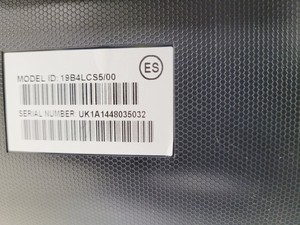 MODEL ID: 19B4LCS5/00
ES
SERIAL NUMBER: UK1A1448035032